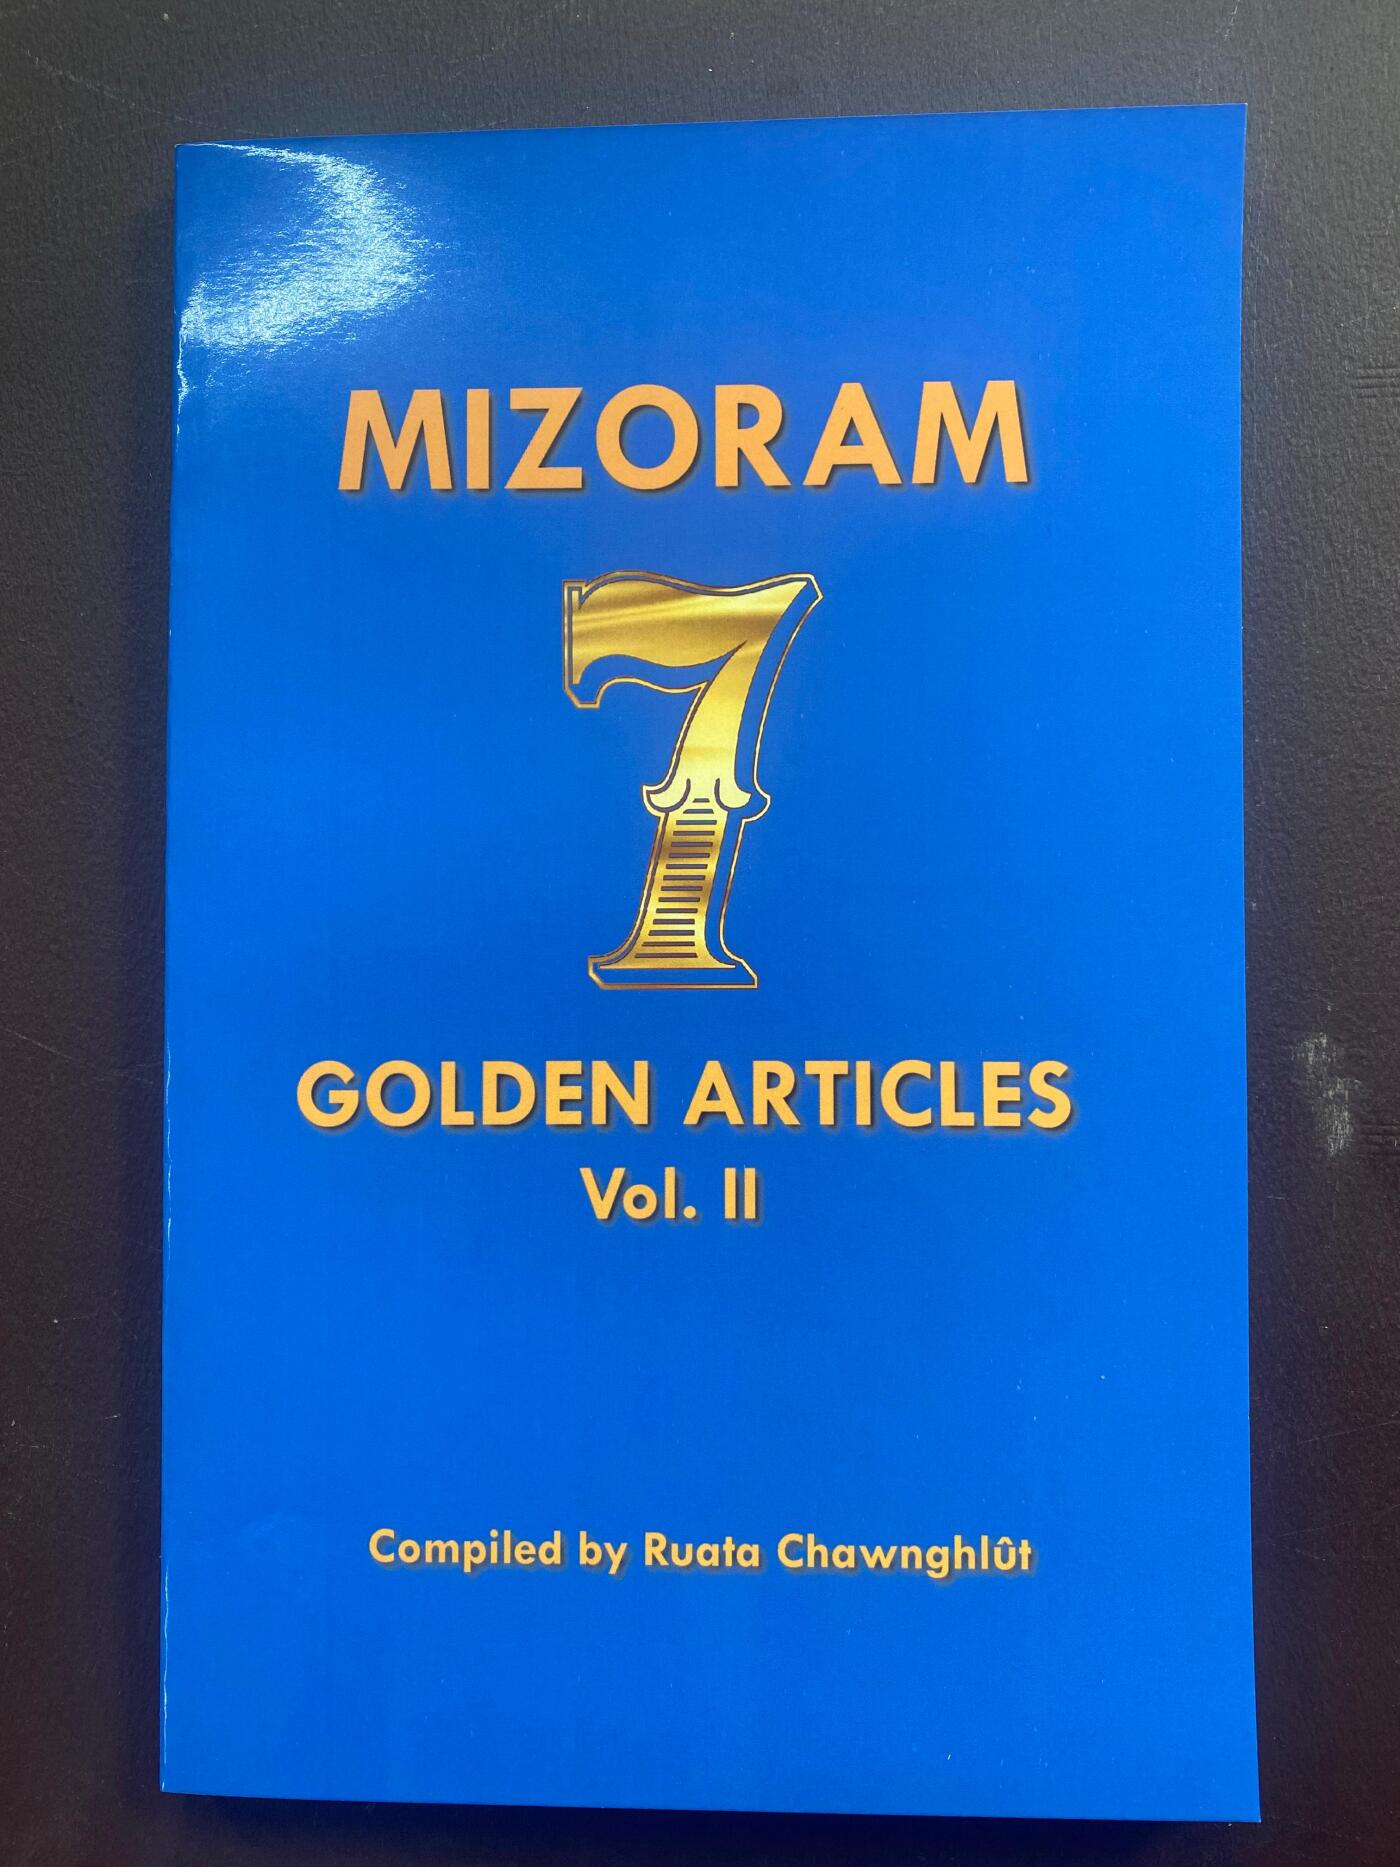 MIZORAM
7
GOLDEN ARTICLES
Vol. II
Compiled by Ruata Chawnghlût